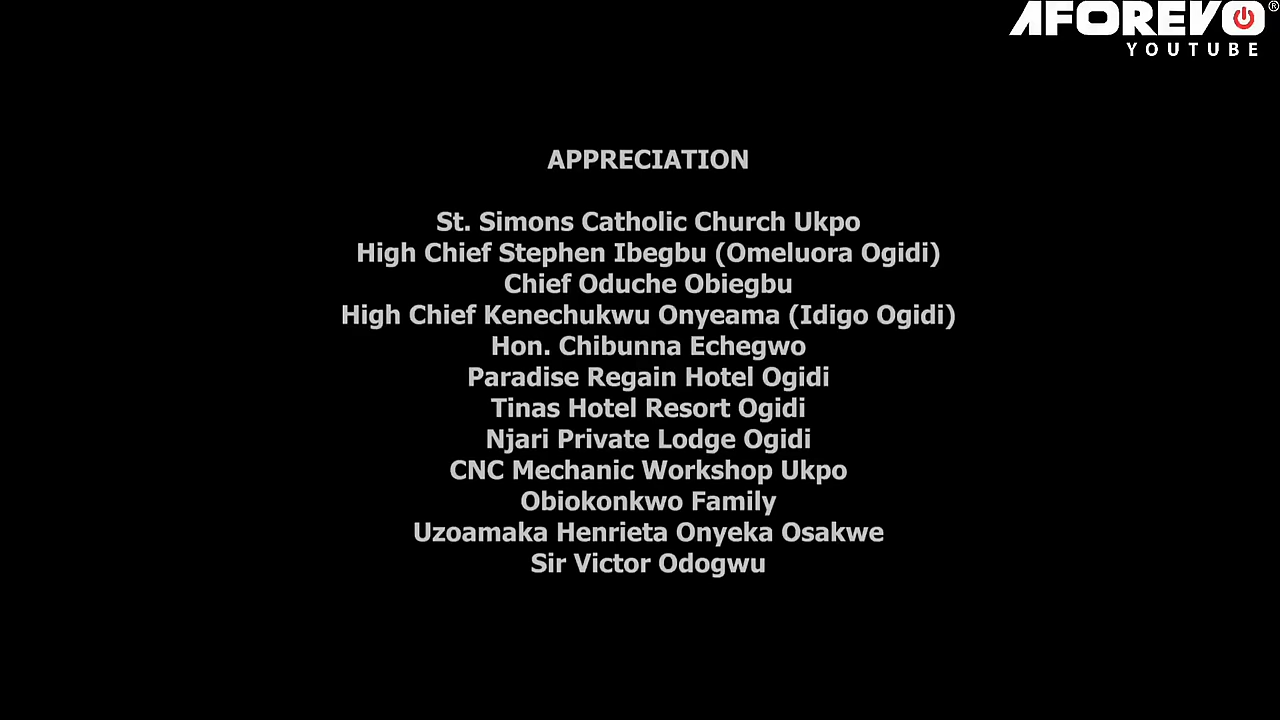 AFOREVO®
YOUTUBE
APPRECIATION
St. Simons Catholic Church Ukpo
High Chief Stephen Ibegbu (Omeluora Ogidi)
Chief Oduche Obiegbu
High Chief Kenechukwu Onyeama (Idigo Ogidi)
Hon. Chibunna Echegwo
Paradise Regain Hotel Ogidi
Tinas Hotel Resort Ogidi
Njari Private Lodge Ogidi
CNC Mechanic Workshop Ukpo
Obiokonkwo Family
Uzoamaka Henrieta Onyeka Osakwe
Sir Victor Odogwu